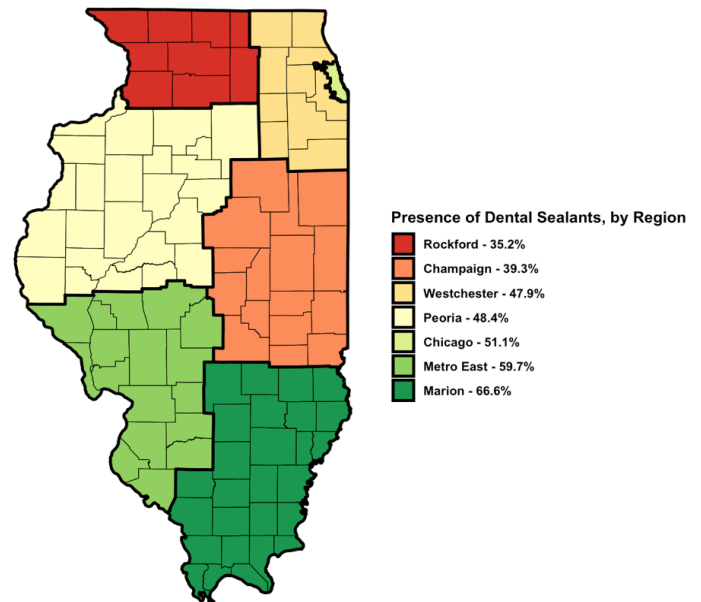 Presence of Dental Sealants, by Region
Rockford - 35.2%
Champaign - 39.3%
Westchester - 47.9%
Peoria - 48.4%
Chicago - 51.1%
Metro East - 59.7%
Marion - 66.6%